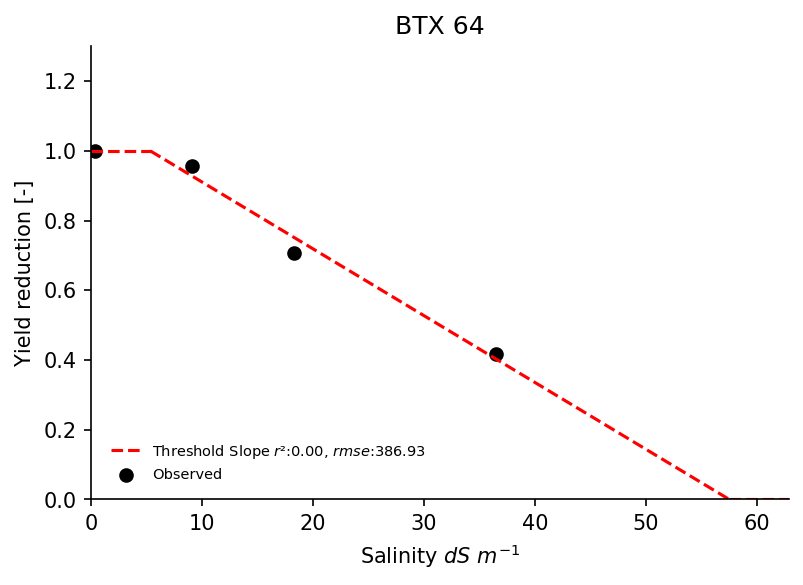 BTX 64
Yield reduction [-]
1.2
1.0
0.8
0.6
0.4
0.2
0.0
Threshold Slope r²:0.00, rmse:386.93
Observed
0 10 20 30 40 50 60
Salinity dS m⁻¹